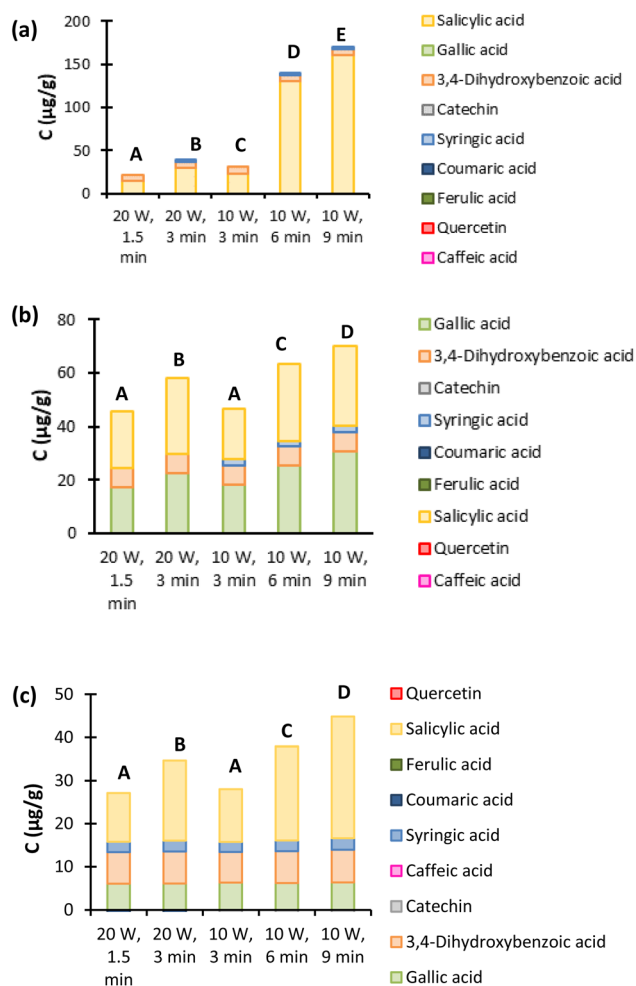 (a)
C (µg/g)
200
150
100
50
0
A
B
C
D
E
20 W,
1.5
min
20 W,
3 min
10 W,
3 min
10 W,
6 min
10 W,
9 min
Salicylic acid
Gallic acid
3,4-Dihydroxybenzoic acid
Catechin
Syringic acid
Coumaric acid
Ferulic acid
Quercetin
Caffeic acid
(b)
C (µg/g)
80
60
40
20
0
A
B
A
C
D
20 W,
1.5
min
20 W,
3 min
10 W,
3 min
10 W,
6 min
10 W,
9 min
Gallic acid
3,4-Dihydroxybenzoic acid
Catechin
Syringic acid
Coumaric acid
Ferulic acid
Salicylic acid
Quercetin
Caffeic acid
(c)
C (µg/g)
50
40
30
20
10
0
A
B
A
C
D
20 W,
1.5
min
20 W,
3 min
10 W,
3 min
10 W,
6 min
10 W,
9 min
Quercetin
Salicylic acid
Ferulic acid
Coumaric acid
Syringic acid
Caffeic acid
Catechin
3,4-Dihydroxybenzoic acid
Gallic acid